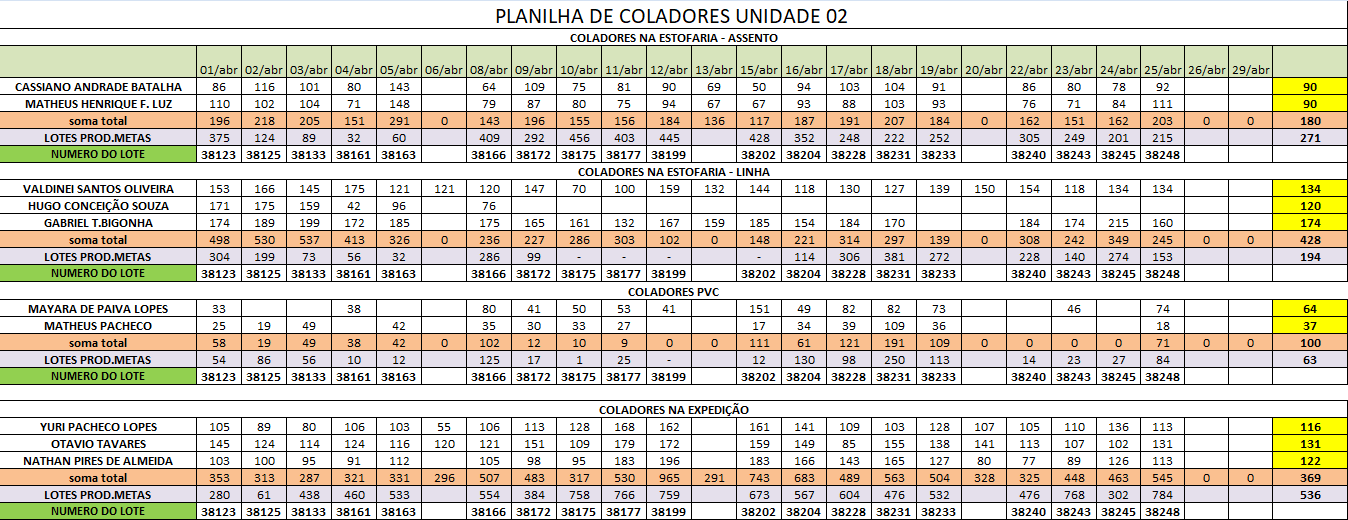 PLANILHA DE COLADORES UNIDADE 02
COLADORES NA ESTOFARIA - ASSENTO
01/abr 02/abr 03/abr 04/abr 05/abr 06/abr 08/abr 09/abr 10/abr 11/abr 12/abr 13/abr 15/abr 16/abr 17/abr 18/abr 19/abr 20/abr 22/abr 23/abr 24/abr 25/abr 26/abr 29/abr
CASSIANO ANDRADE BATALHA 86 116 101 80 143 64 109 75 81 90 69 50 94 103 104 91 86 80 78 92 90
MATHEUS HENRIQUE F. LUZ 110 102 104 71 148 79 87 80 75 94 67 67 93 88 103 93 76 71 84 111 90
soma total 196 218 205 151 291 0 143 196 155 156 184 136 117 187 191 207 184 0 162 151 162 203 0 0 180
LOTES PROD.METAS 375 124 89 32 60 409 292 456 403 445 428 352 248 222 252 305 249 201 215 271
NUMERO DO LOTE 38123 38125 38133 38161 38163 38166 38172 38175 38177 38199 38202 38204 38228 38231 38233 38240 38243 38245 38248
COLADORES NA ESTOFARIA - LINHA
VALDINEI SANTOS OLIVEIRA 153 166 145 175 121 121 120 147 70 100 159 132 144 118 130 127 139 150 154 118 134 134 134
HUGO CONCEIÇÃO SOUZA 171 175 159 42 96 76 120
GABRIEL T.BIGONHA 174 189 199 172 185 175 165 161 132 167 159 185 154 184 170 184 174 215 160 174
soma total 498 530 537 413 326 0 236 227 286 303 102 0 148 221 314 297 139 0 308 242 349 245 0 0 428
LOTES PROD.METAS 304 199 73 56 32 286 99 - - - - 114 306 381 272 228 140 274 153 194
NUMERO DO LOTE 38123 38125 38133 38161 38163 38166 38172 38175 38177 38199 38202 38204 38228 38231 38233 38240 38243 38245 38248
COLADORES PVC
MAYARA DE PAIVA LOPES 33 38 80 41 50 53 41 151 49 82 82 73 46 74 64
MATHEUS PACHECO 25 19 49 42 35 30 33 27 17 34 39 109 36 18 37
soma total 58 19 49 38 42 0 102 12 10 9 0 0 111 61 121 191 109 0 0 0 0 71 0 0 100
LOTES PROD.METAS 54 86 56 10 12 125 17 1 25 - 12 130 98 250 113 14 23 27 84 63
NUMERO DO LOTE 38123 38125 38133 38161 38163 38166 38172 38175 38177 38199 38202 38204 38228 38231 38233 38240 38243 38245 38248
COLADORES NA EXPEDIÇÃO
YURI PACHECO LOPES 105 89 80 106 103 55 106 113 128 168 162 161 141 109 103 128 107 105 110 136 113 116
OTAVIO TAVARES 145 124 114 124 116 120 121 151 109 179 172 159 149 85 155 138 141 113 107 102 131 131
NATHAN PIRES DE ALMEIDA 103 100 95 91 112 105 98 95 183 196 183 166 143 165 127 80 77 89 126 113 122
soma total 353 313 287 321 331 296 507 483 317 530 965 291 743 683 489 563 504 328 325 448 463 545 0 0 369
LOTES PROD.METAS 280 61 438 460 533 554 384 758 766 759 673 567 604 476 532 476 768 302 784 536
NUMERO DO LOTE 38123 38125 38133 38161 38163 38166 38172 38175 38177 38199 38202 38204 38228 38231 38233 38240 38243 38245 38248